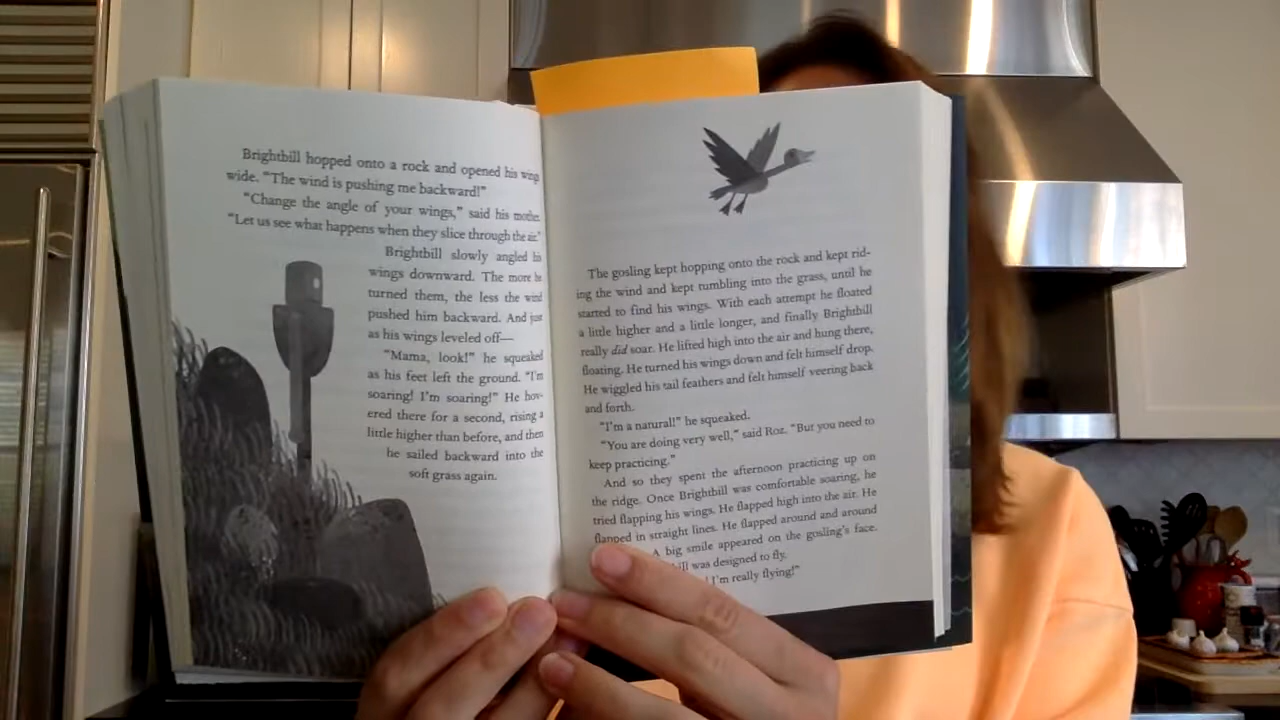 Brightbill hopped onto a rock and opened his wings
wide. “The wind is pushing me backward!”
“Change the angle of your wings,” said his mother.
“Let us see what happens when they slice through the air.”
Brightbill slowly angled his
wings downward. The more he
turned them, the less the wind
pushed him backward. And just
as his wings leveled off—
“Mama, look!” he squeaked
as his feet left the ground. “I’m
soaring! I’m soaring!” He hov-
ered there for a second, rising a
little higher than before, and then
he sailed backward into the
soft grass again.
The gosling kept hopping onto the rock and kept rid-
ing the wind and kept tumbling into the grass, until he
started to find his wings. With each attempt he floated
a little higher and a little longer, and finally Brightbill
really did soar. He lifted high into the air and hung there,
floating. He turned his wings down and felt himself drop.
He wiggled his tail feathers and felt himself veering back
and forth.
“I’m a natural!” he squeaked.
“You are doing very well,” said Roz. “But you need to
keep practicing.”
And so they spent the afternoon practicing up on
the ridge. Once Brightbill was comfortable soaring, he
tried flapping his wings. He flapped high into the air. He
flapped in straight lines. He flapped around and around
A big smile appeared on the gosling’s face.
was designed to fly.
I’m really flying!”